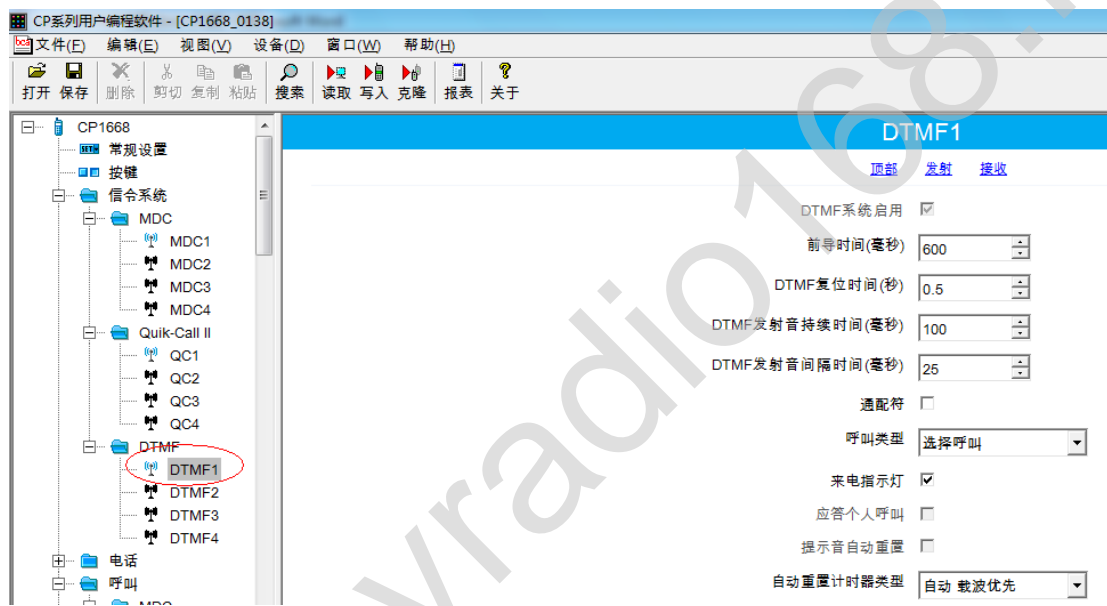 CP系列用户编程软件 - [CP1668_0138]
文件(F) 编辑(E) 视图(V) 设备(D) 窗口(W) 帮助(H)
打开 保存 删除 剪切 复制 粘贴 搜索 读取 写入 克隆 报表 关于
CP1668
常规设置
按键
信令系统
MDC
MDC1
MDC2
MDC3
MDC4
Quik-Call II
QC1
QC2
QC3
QC4
DTMF
DTMF1
DTMF2
DTMF3
DTMF4
电话
呼叫
MDC
DTMF1
顶部 发射 接收
DTMF系统启用
前导时间(毫秒) 600
DTMF复位时间(秒) 0.5
DTMF发射音持续时间(毫秒) 100
DTMF发射音间隔时间(毫秒) 25
通配符
呼叫类型 选择呼叫
来电指示灯
应答个人呼叫
提示音自动重置
自动重置计时器类型 自动 载波优先
vradio168.